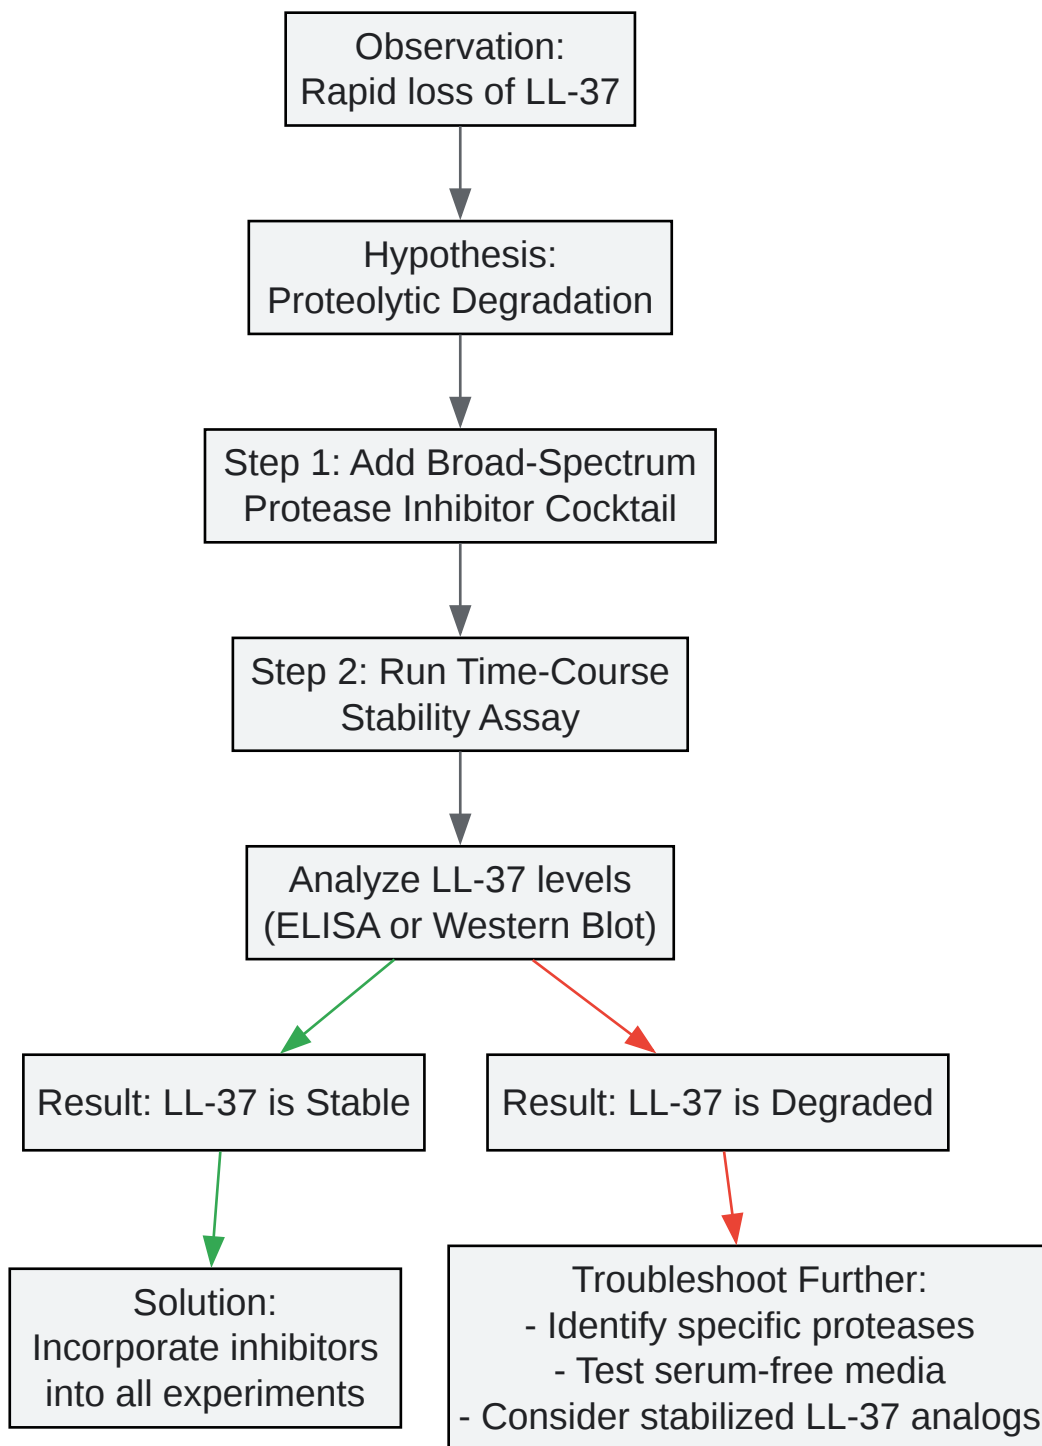 Observation:
Rapid loss of LL-37
Hypothesis:
Proteolytic Degradation
Step 1: Add Broad-Spectrum
Protease Inhibitor Cocktail
Step 2: Run Time-Course
Stability Assay
Analyze LL-37 levels
(ELISA or Western Blot)
Result: LL-37 is Stable
Result: LL-37 is Degraded
Solution:
Incorporate inhibitors
into all experiments
Troubleshoot Further:
- Identify specific proteases
- Test serum-free media
- Consider stabilized LL-37 analogs